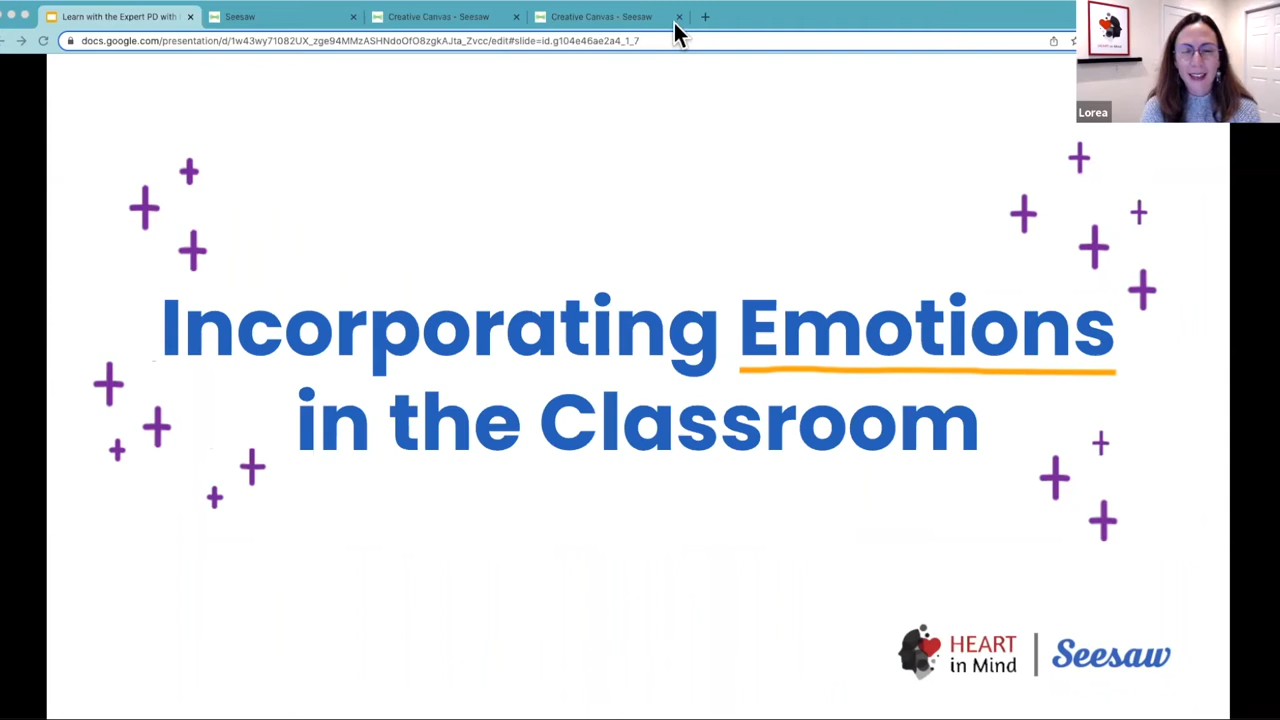 Learn with the Expert PD with
Seesaw
Creative Canvas - Seesaw
Creative Canvas - Seesaw
docs.google.com/presentation/d/1w43wy71082UX_zge94MMzASHNdoOfO8zgkAJta_Zvcc/edit#slide=id.g104e46ae2a4_1_7
Lorea
Incorporating Emotions
in the Classroom
HEART
in Mind
Seesaw